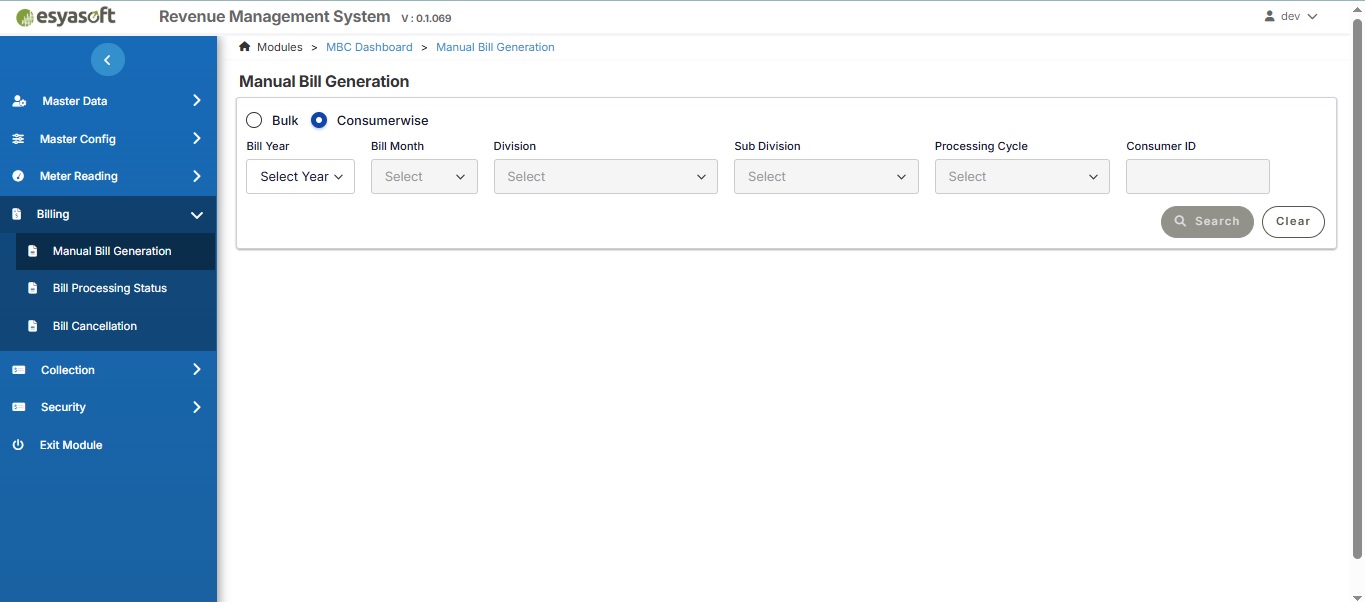 esyasoft
Revenue Management System V : 0.1.069
dev
Modules > MBC Dashboard > Manual Bill Generation
Manual Bill Generation
Bulk Consumerwise
Bill Year Bill Month Division Sub Division Processing Cycle Consumer ID
Select Year Select Select Select Select
Search Clear
Master Data
Master Config
Meter Reading
Billing
Manual Bill Generation
Bill Processing Status
Bill Cancellation
Collection
Security
Exit Module